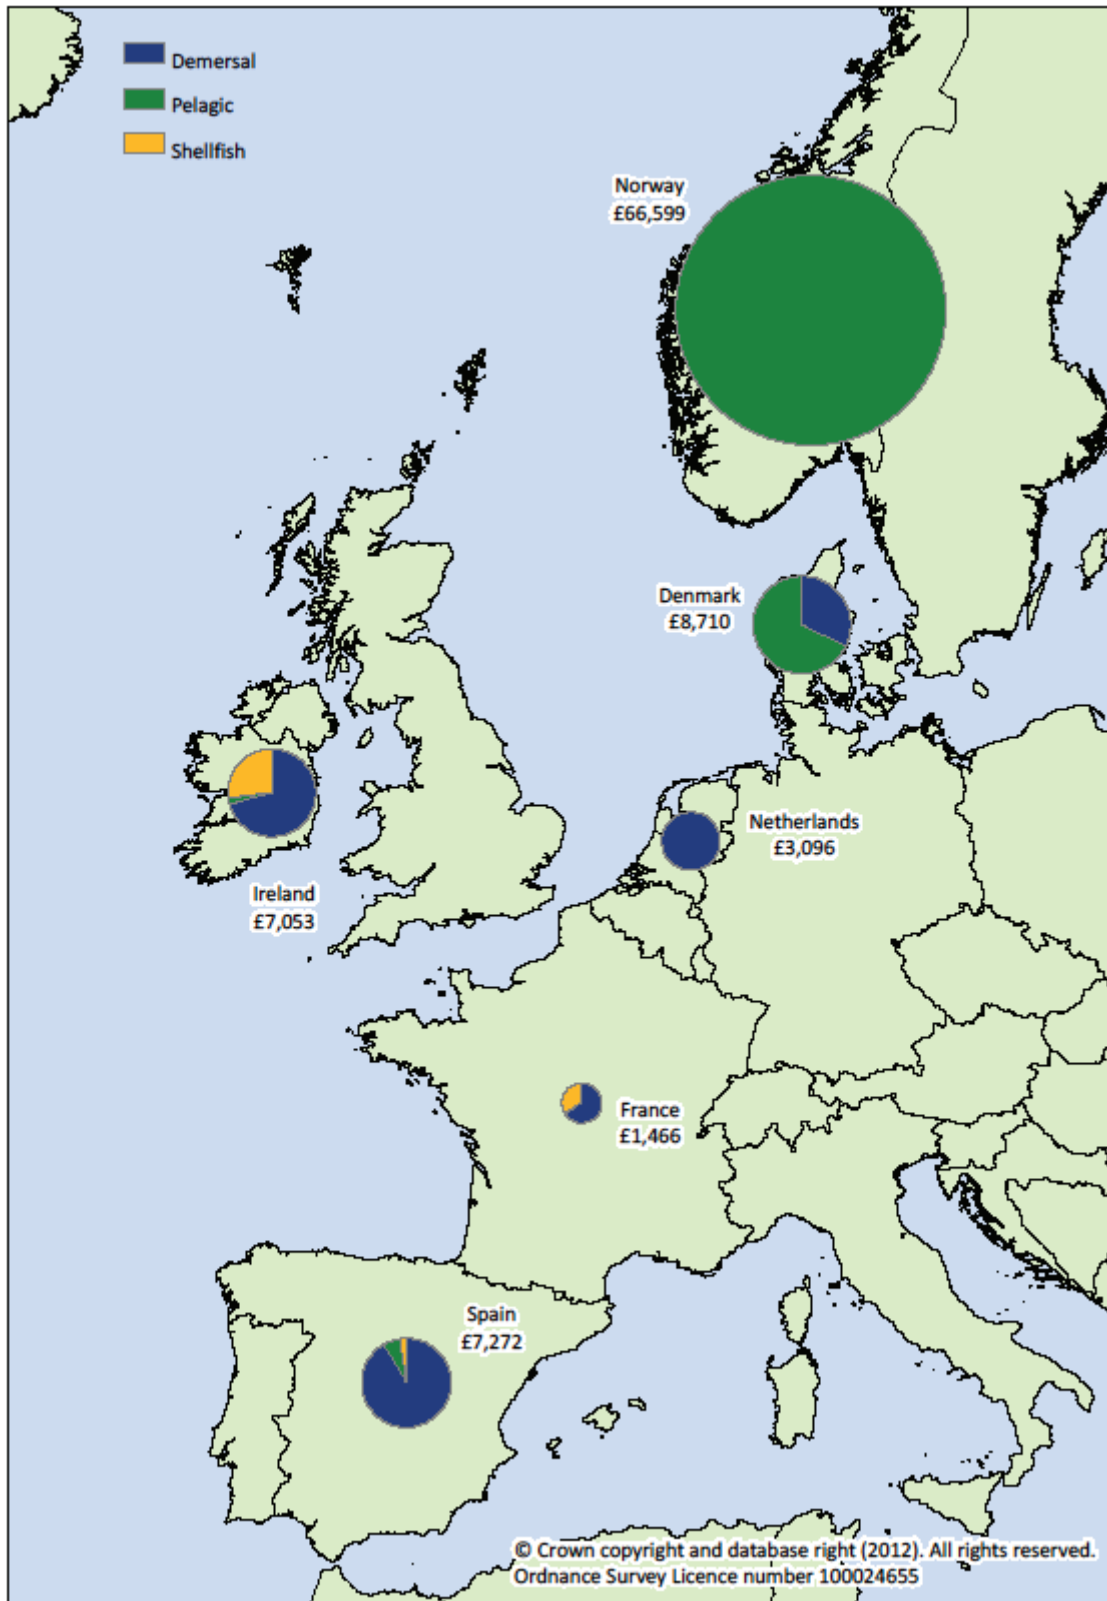 Demersal
Pelagic
Shellfish
Norway
£66,599
Denmark
£8,710
Netherlands
£3,096
Ireland
£7,053
France
£1,466
Spain
£7,272
© Crown copyright and database right (2012). All rights reserved.
Ordnance Survey Licence number 100024655